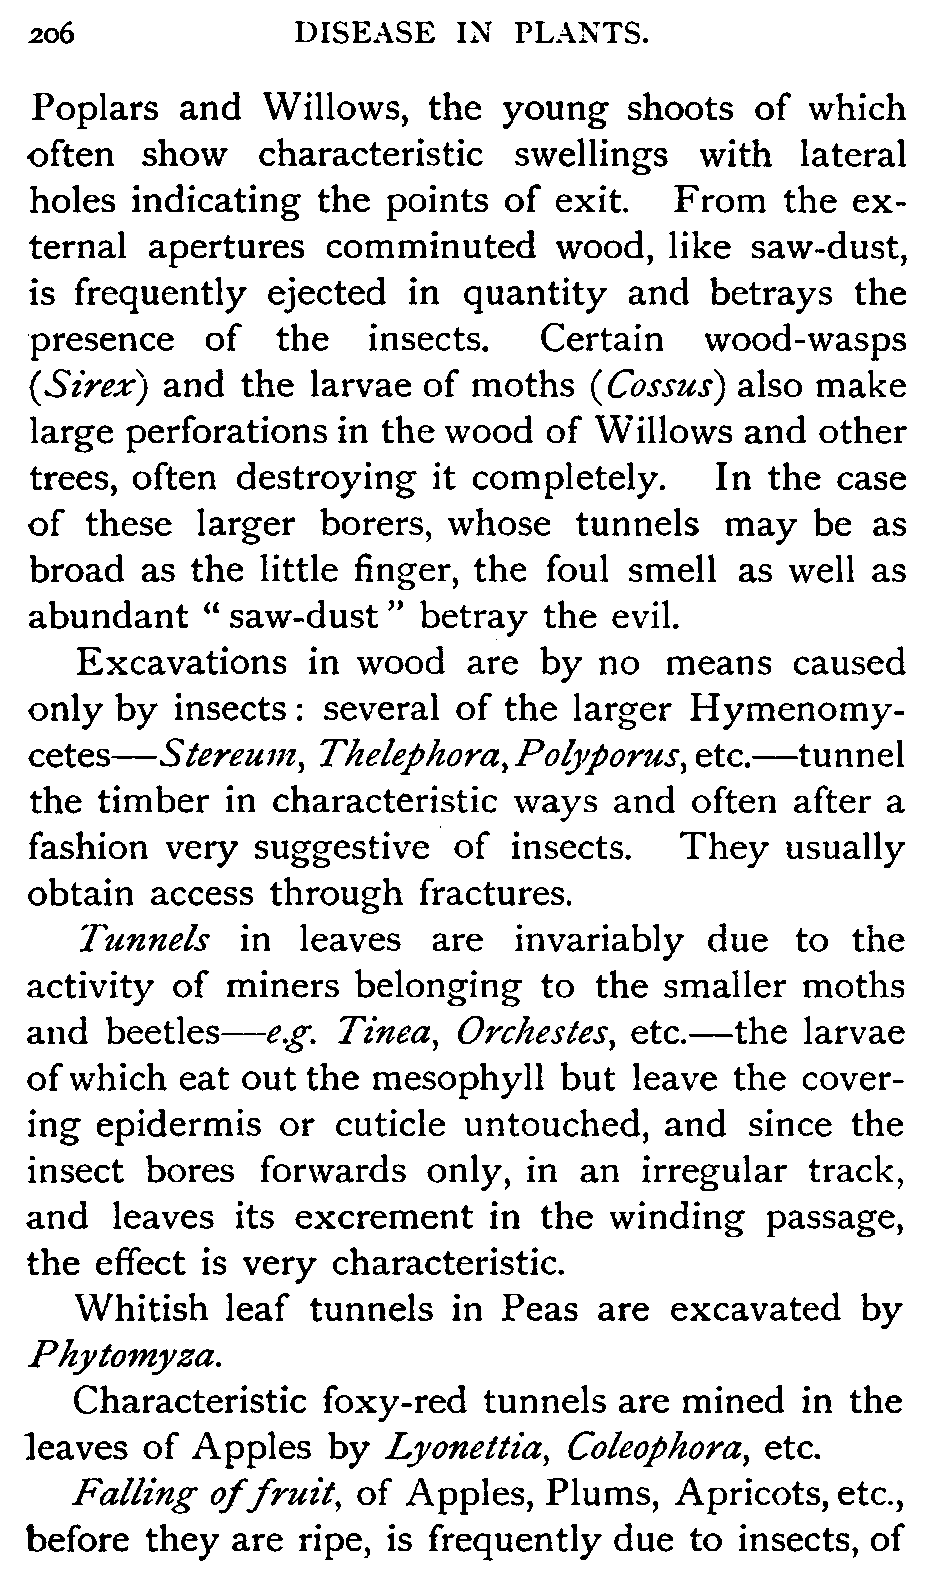 206 DISEASE IN PLANTS.
Poplars and Willows, the young shoots of which
often show characteristic swellings with lateral
holes indicating the points of exit. From the ex-
ternal apertures comminuted wood, like saw-dust,
is frequently ejected in quantity and betrays the
presence of the insects. Certain wood-wasps
(Sirex) and the larvae of moths (Cossus) also make
large perforations in the wood of Willows and other
trees, often destroying it completely. In the case
of these larger borers, whose tunnels may be as
broad as the little finger, the foul smell as well as
abundant “ saw-dust ” betray the evil.
Excavations in wood are by no means caused
only by insects : several of the larger Hymenomy-
cetes—Stereum, Thelephora, Polyporus, etc.—tunnel
the timber in characteristic ways and often after a
fashion very suggestive of insects. They usually
obtain access through fractures.
Tunnels in leaves are invariably due to the
activity of miners belonging to the smaller moths
and beetles—e.g. Tinea, Orchestes, etc.—the larvae
of which eat out the mesophyll but leave the cover-
ing epidermis or cuticle untouched, and since the
insect bores forwards only, in an irregular track,
and leaves its excrement in the winding passage,
the effect is very characteristic.
Whitish leaf tunnels in Peas are excavated by
Phytomyza.
Characteristic foxy-red tunnels are mined in the
leaves of Apples by Lyonettia, Coleophora, etc.
Falling of fruit, of Apples, Plums, Apricots, etc.,
before they are ripe, is frequently due to insects, of